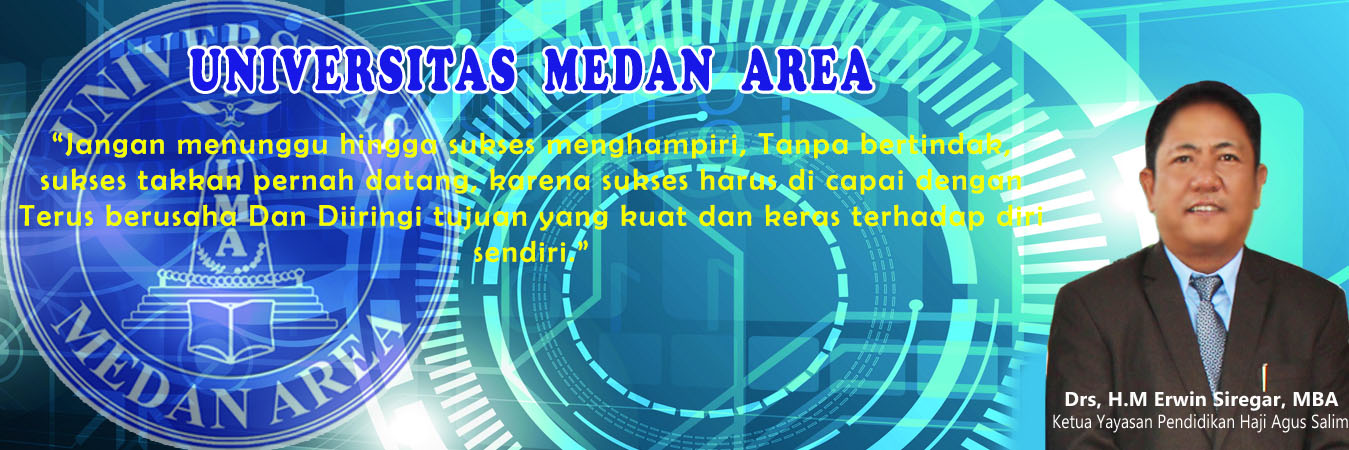 UNIVERSITAS MEDAN AREA
“Jangan menunggu hingga sukses menghampiri, Tanpa bertindak,
sukses takkan pernah datang, karena sukses harus di capai dengan
Terus berusaha Dan Diiringi tujuan yang kuat dan keras terhadap diri
sendiri.”
UNIVERSITAS
UMA
MEDAN AREA
Drs, H.M Erwin Siregar, MBA
Ketua Yayasan Pendidikan Haji Agus Salim